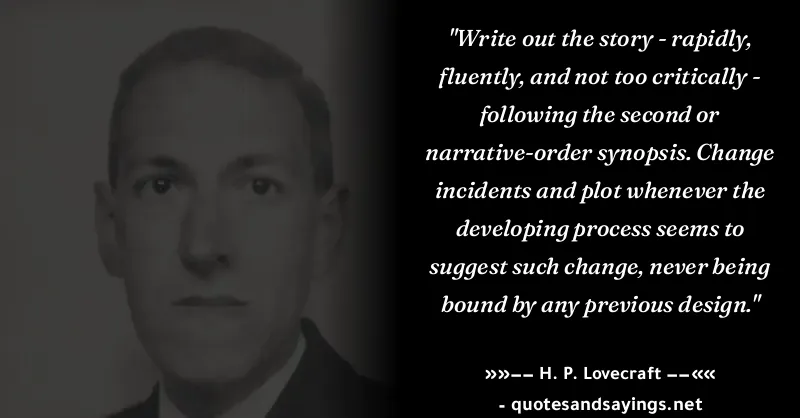 "Write out the story - rapidly,
fluently, and not too critically -
following the second or
narrative-order synopsis. Change
incidents and plot whenever the
developing process seems to
suggest such change, never being
bound by any previous design."
»»–– H. P. Lovecraft ––««
- quotesandsayings.net